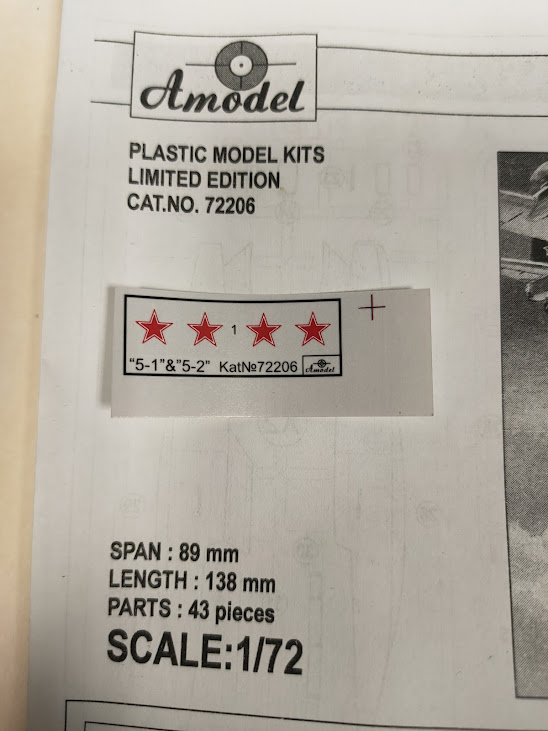 Amodel
PLASTIC MODEL KITS
LIMITED EDITION
CAT.NO. 72206
1
"5-1"&"5-2" Kat№72206 Amodel
SPAN : 89 mm
LENGTH : 138 mm
PARTS : 43 pieces
SCALE:1/72